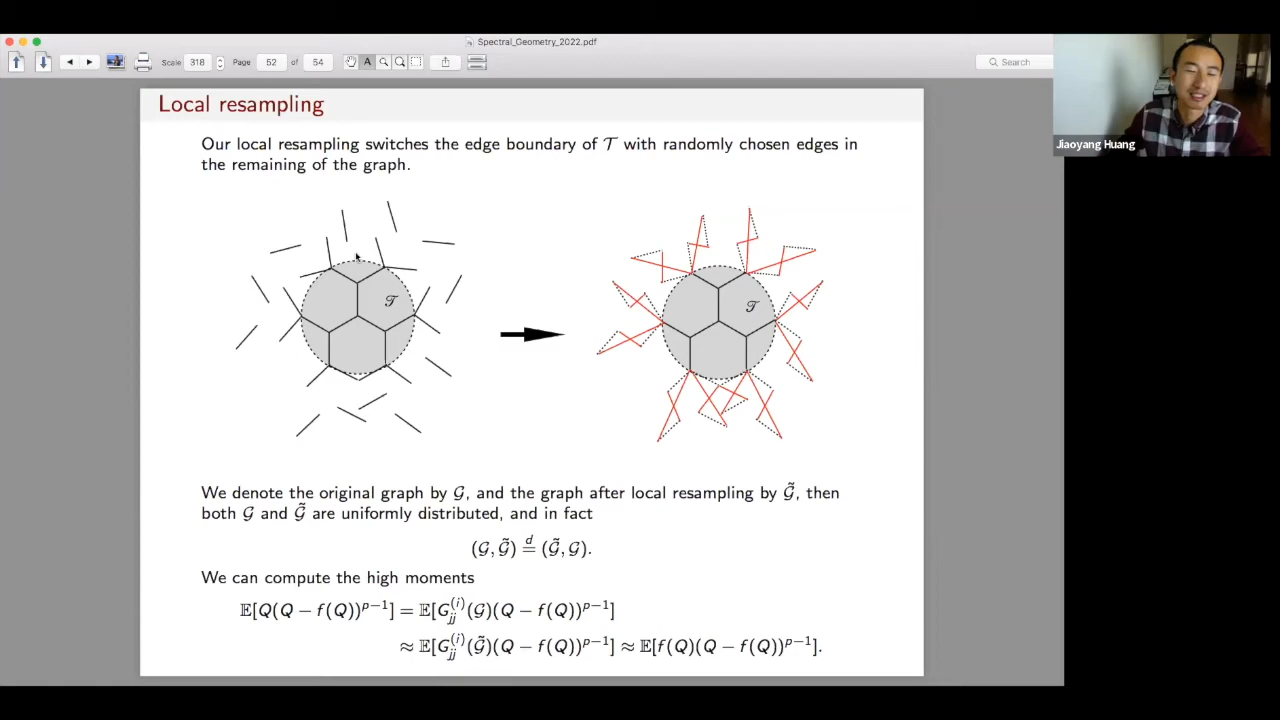 Spectral_Geometry_2022.pdf
Scale 318 Page 52 of 54 A Search
Local resampling
Jiaoyang Huang
Our local resampling switches the edge boundary of 𝒯 with randomly chosen edges in
the remaining of the graph.
𝒯 𝒯
We denote the original graph by 𝒢, and the graph after local resampling by 𝒢̃, then
both 𝒢 and 𝒢̃ are uniformly distributed, and in fact
(𝒢, 𝒢̃) =^d (𝒢̃, 𝒢).
We can compute the high moments
𝔼[Q(Q − f(Q))^{p−1}] = 𝔼[G_{jj}^{(i)}(𝒢)(Q − f(Q))^{p−1}]
≈ 𝔼[G_{jj}^{(i)}(𝒢̃)(Q − f(Q))^{p−1}] ≈ 𝔼[f(Q)(Q − f(Q))^{p−1}].